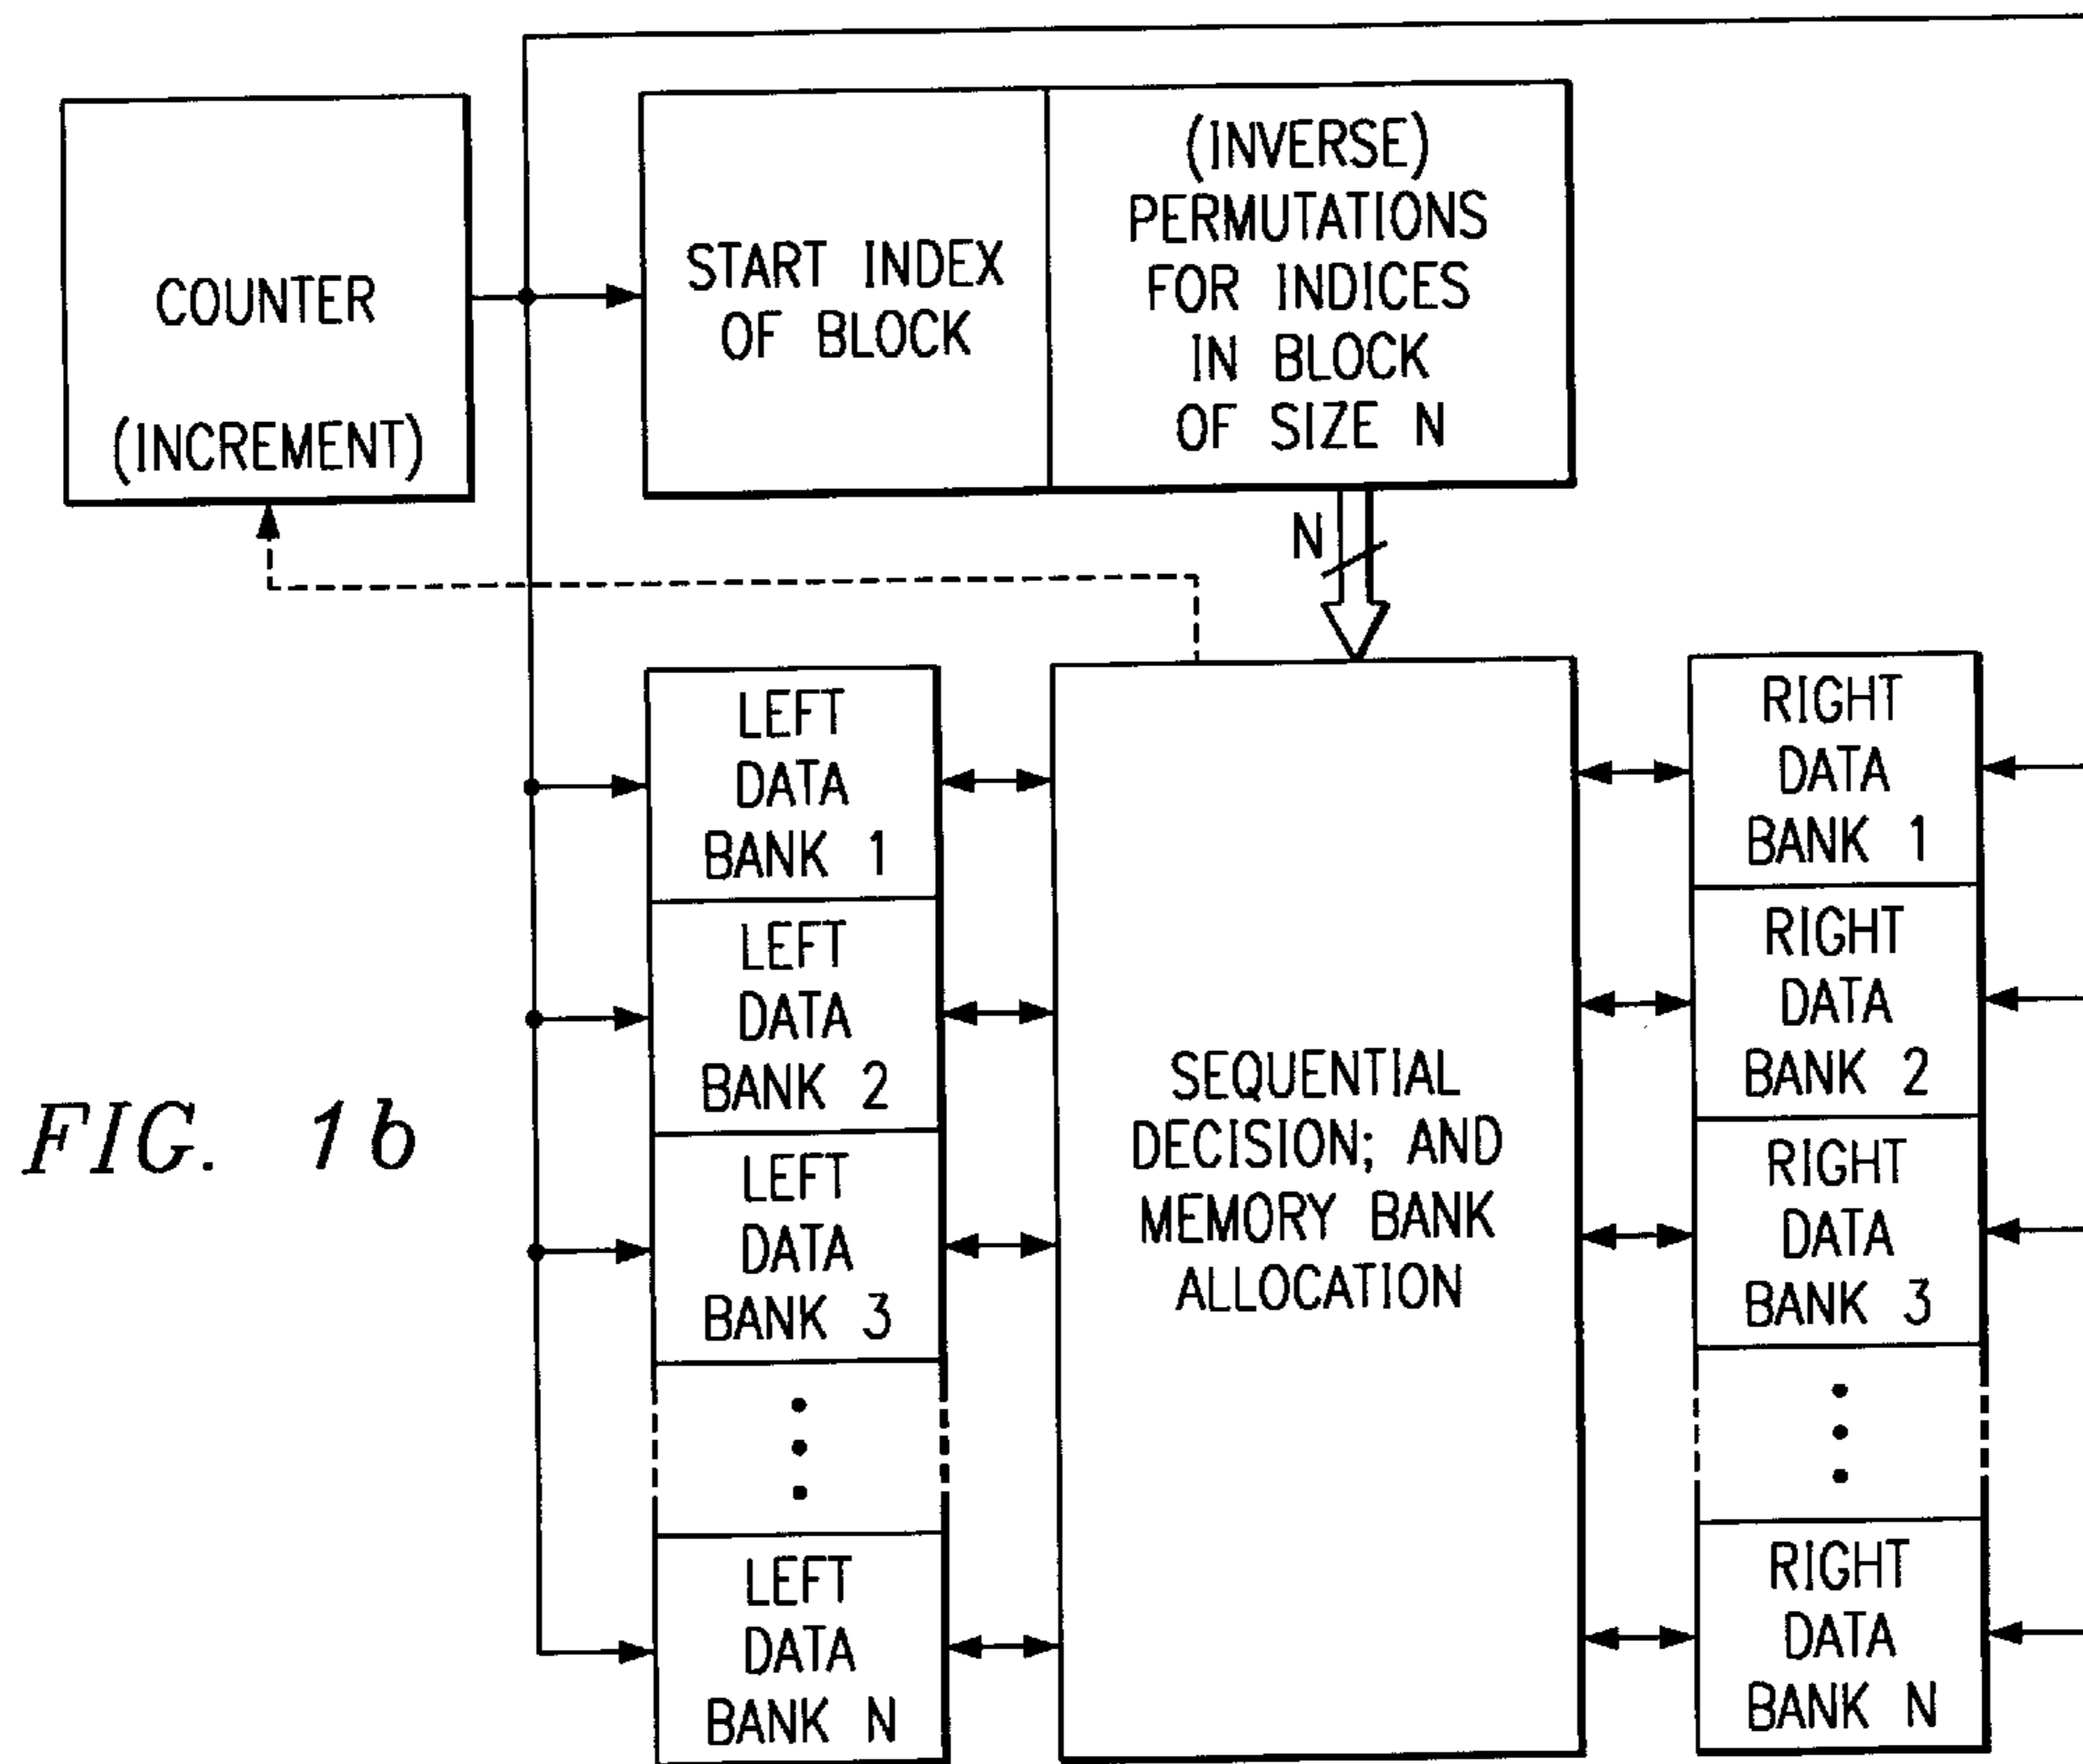 COUNTER
(INCREMENT)
START INDEX
OF BLOCK
(INVERSE)
PERMUTATIONS
FOR INDICES
IN BLOCK
OF SIZE N
N
LEFT
DATA
BANK 1
LEFT
DATA
BANK 2
LEFT
DATA
BANK 3
LEFT
DATA
BANK N
SEQUENTIAL
DECISION; AND
MEMORY BANK
ALLOCATION
RIGHT
DATA
BANK 1
RIGHT
DATA
BANK 2
RIGHT
DATA
BANK 3
RIGHT
DATA
BANK N
FIG. 1b